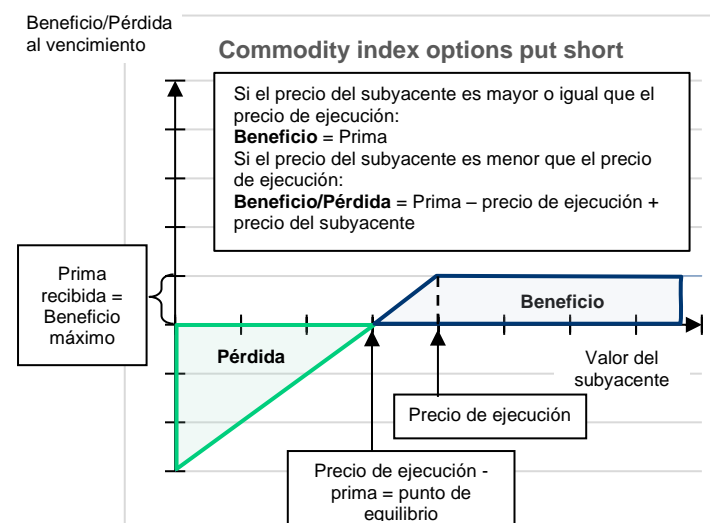 Beneficio/Pérdida
al vencimiento
Commodity index options put short
Si el precio del subyacente es mayor o igual que el
precio de ejecución:
Beneficio = Prima
Si el precio del subyacente es menor que el precio
de ejecución:
Beneficio/Pérdida = Prima – precio de ejecución +
precio del subyacente
Prima
recibida =
Beneficio
máximo
Beneficio
Pérdida
Valor del
subyacente
Precio de ejecución
Precio de ejecución -
prima = punto de
equilibrio